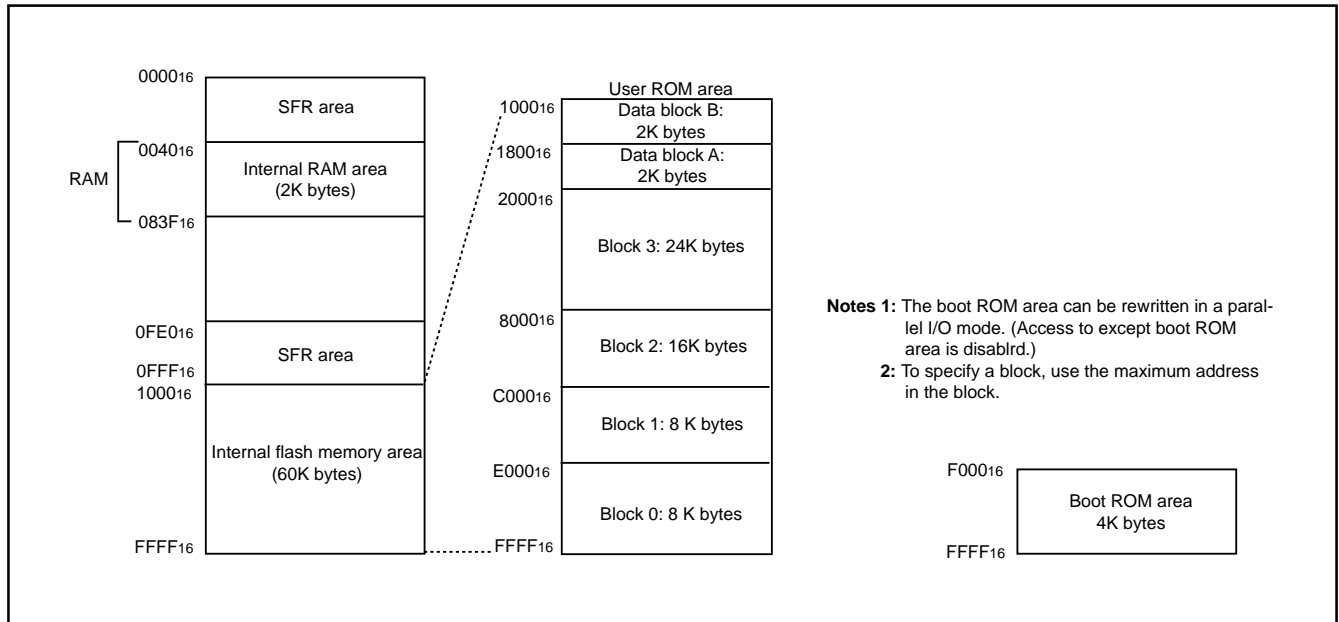 000016
SFR area
004016
RAM
Internal RAM area
(2K bytes)
083F16
0FE016
SFR area
0FFF16
100016
Internal flash memory area
(60K bytes)
FFFF16
User ROM area
100016
Data block B:
2K bytes
180016
Data block A:
2K bytes
200016
Block 3: 24K bytes
800016
Block 2: 16K bytes
C00016
Block 1: 8 K bytes
E00016
Block 0: 8 K bytes
FFFF16
Notes 1: The boot ROM area can be rewritten in a paral-
lel I/O mode. (Access to except boot ROM
area is disablrd.)
2: To specify a block, use the maximum address
in the block.
F00016
Boot ROM area
4K bytes
FFFF16